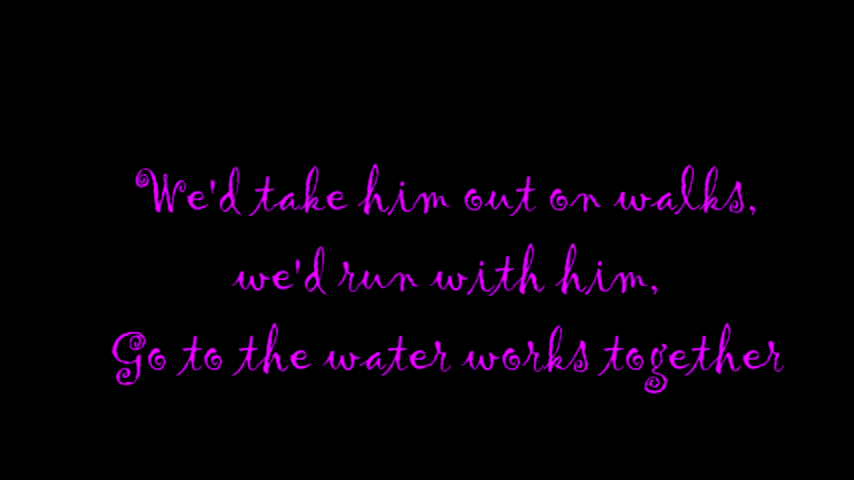 We'd take him out on walks,
we'd run with him,
Go to the water works together